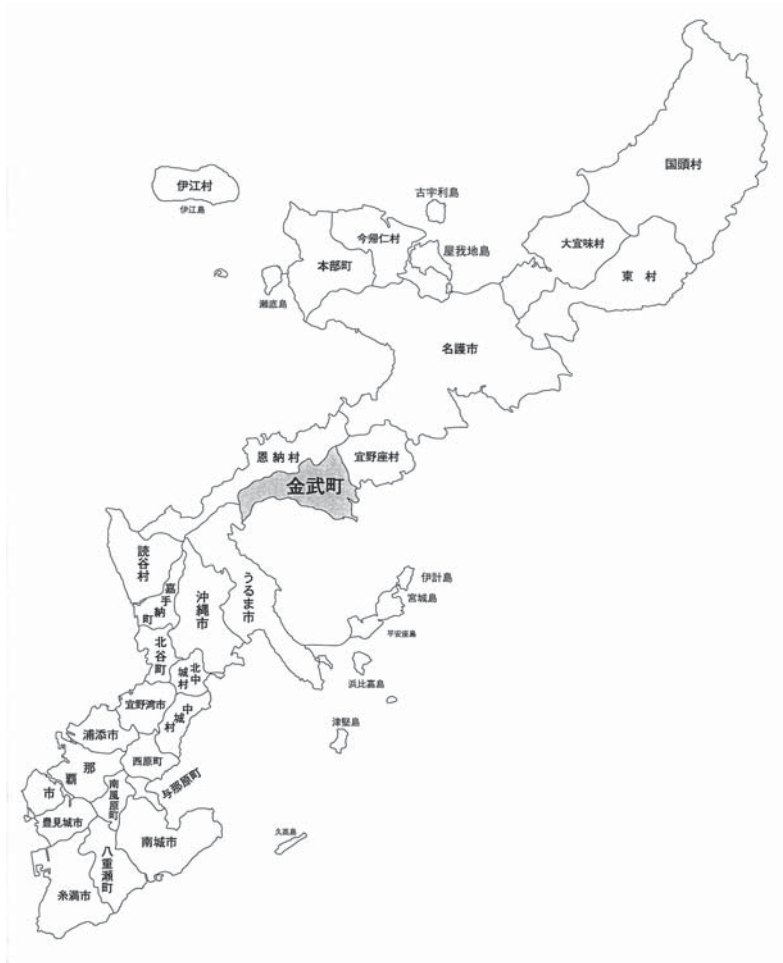 国頭村
伊江村
伊江島
古宇利島
今帰仁村
屋我地島
大宜味村
本部町
東村
瀬底島
名護市
恩納村
宜野座村
金武町
読谷村
嘉手納町
沖縄市
うるま市
伊計島
宮城島
平安座島
浜比嘉島
北谷町
北中城村
宜野湾市
中城村
津堅島
浦添市
西原町
那覇市
南風原町
与那原町
豊見城市
南城市
久高島
八重瀬町
糸満市